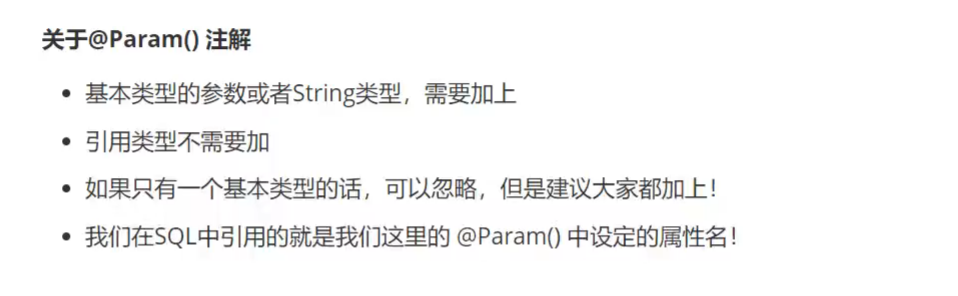 关于@Param() 注解
• 基本类型的参数或者String类型，需要加上
• 引用类型不需要加
• 如果只有一个基本类型的话，可以忽略，但是建议大家都加上！
• 我们在SQL中引用的就是我们这里的 @Param() 中设定的属性名！